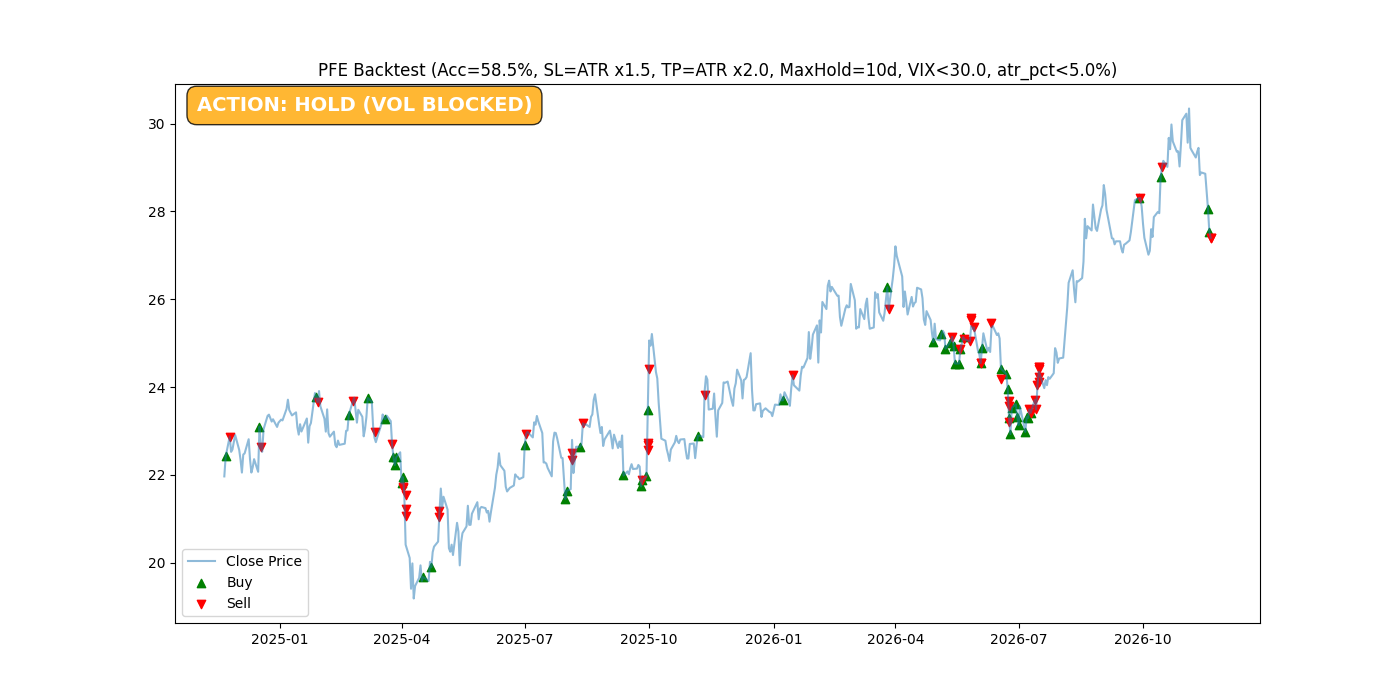 PFE Backtest (Acc=58.5%, SL=ATR x1.5, TP=ATR x2.0, MaxHold=10d, VIX<30.0, atr_pct<5.0%)
ACTION: HOLD (VOL BLOCKED)
30
28
26
24
22
20
Close Price
Buy
Sell
2025-01
2025-04
2025-07
2025-10
2026-01
2026-04
2026-07
2026-10